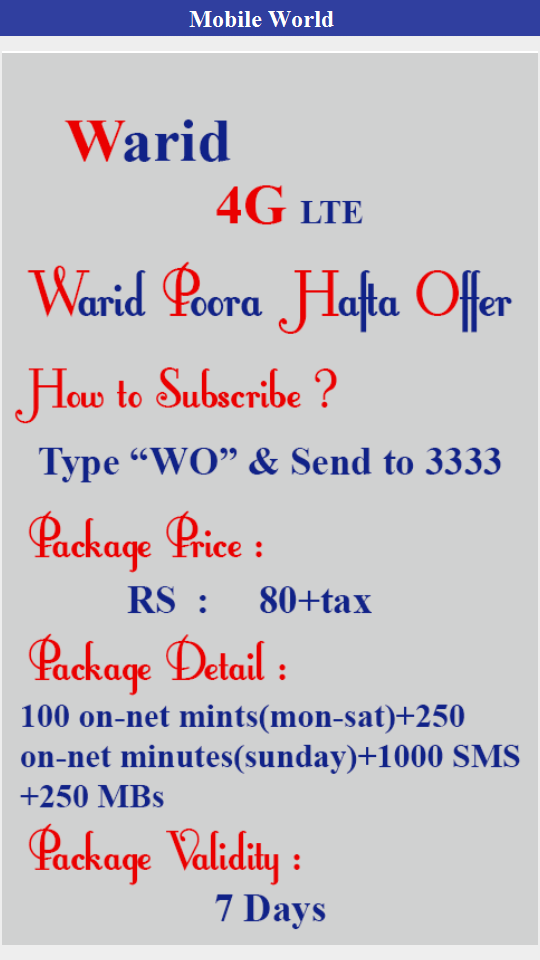 Mobile World
Warid
4G LTE
Warid Poora Hafta Offer
How to Subscribe ?
Type “WO” & Send to 3333
Package Price :
RS : 80+tax
Package Detail :
100 on-net mints(mon-sat)+250
on-net minutes(sunday)+1000 SMS
+250 MBs
Package Validity :
7 Days